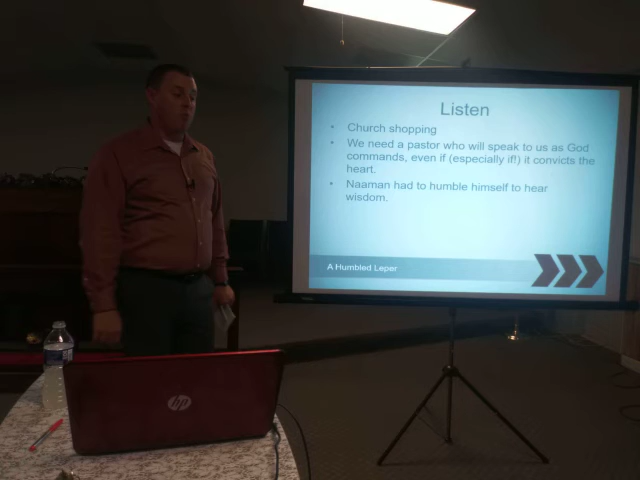 Listen
• Church shopping
• We need a pastor who will speak to us as God
commands, even if (especially if!) it convicts the
heart.
• Naaman had to humble himself to hear
wisdom.
A Humbled Leper
hp